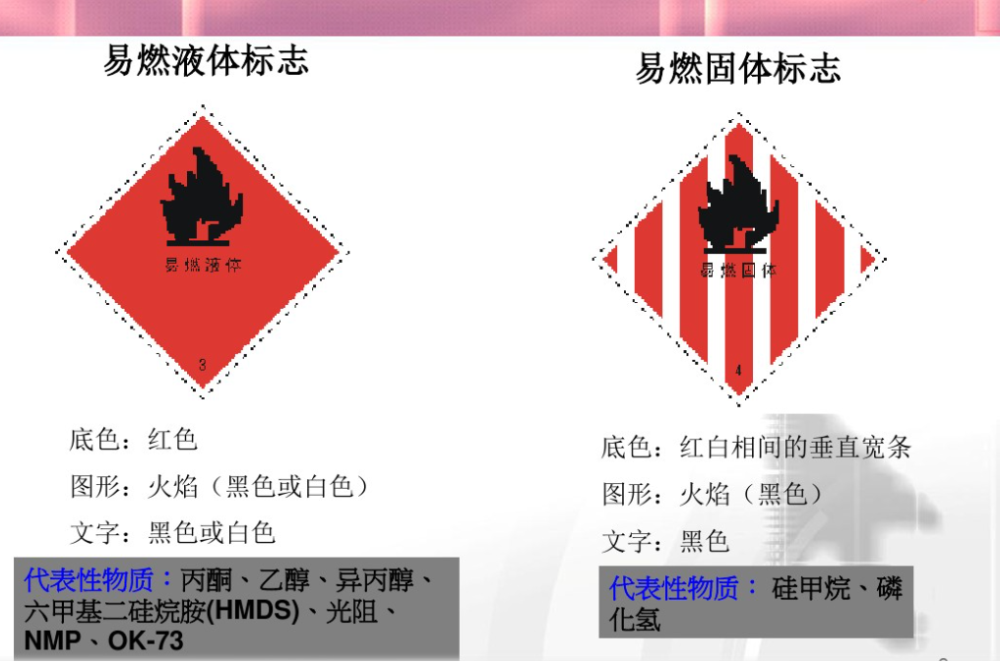 易燃液体标志
易燃液体
3
底色：红色
图形：火焰（黑色或白色）
文字：黑色或白色
代表性物质：丙酮、乙醇、异丙醇、
六甲基二硅烷胺(HMDS)、光阻、
NMP、OK-73
易燃固体标志
易燃固体
4
底色：红白相间的垂直宽条
图形：火焰（黑色）
文字：黑色
代表性物质： 硅甲烷、磷
化氢